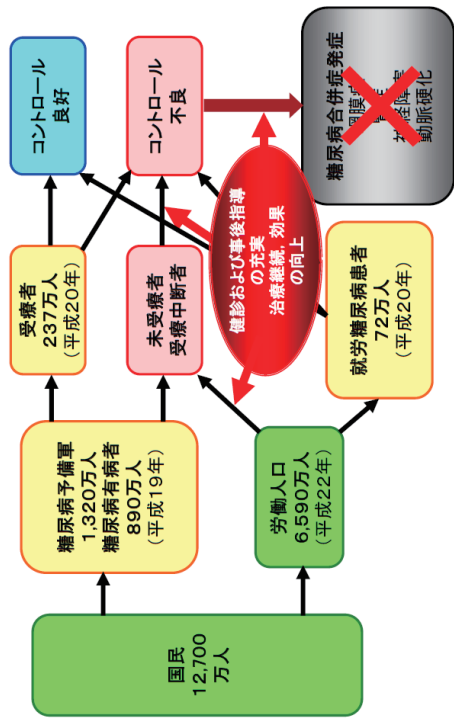 国民
12,700
万人
糖尿病予備軍
1,320万人
糖尿病有病者
890万人
(平成19年)
労働人口
6,590万人
(平成22年)
受療者
237万人
(平成20年)
未受療者
受療中断者
就労糖尿病患者
72万人
(平成20年)
健診および事後指導
の充実
治療継続, 効果
の向上
コントロール
良好
コントロール
不良
糖尿病合併症発症
動脈硬化